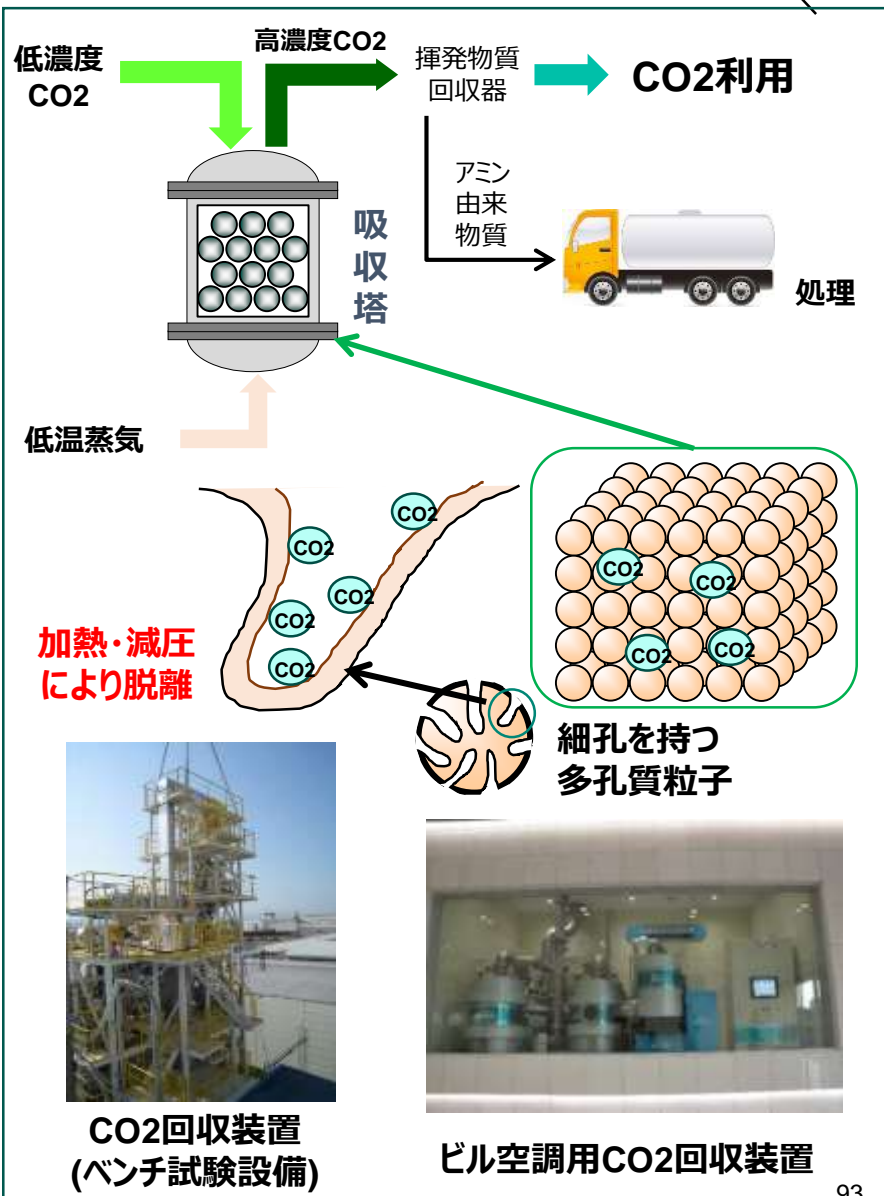 低濃度
CO2
高濃度CO2
揮発物質
回収器
CO2利用
アミン
由来
物質
処理
吸
収
塔
低温蒸気
CO2
CO2
CO2
CO2
CO2
CO2
CO2
CO2
CO2
加熱・減圧
により脱離
細孔を持つ
多孔質粒子
CO2回収装置
(ベンチ試験設備)
ビル空調用CO2回収装置
93